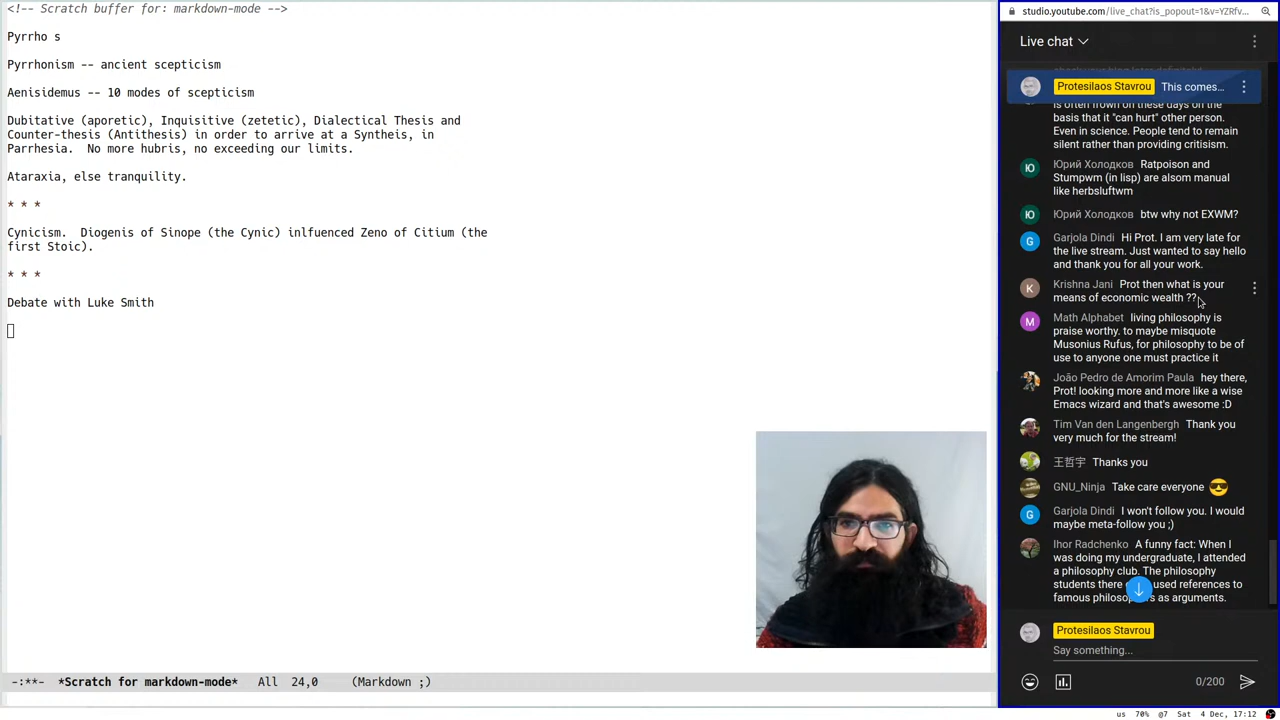 <!-- Scratch buffer for: markdown-mode -->
Pyrrho s
Pyrrhonism -- ancient scepticism
Aenisidemus -- 10 modes of scepticism
Dubitative (aporetic), Inquisitive (zetetic), Dialectical Thesis and
Counter-thesis (Antithesis) in order to arrive at a Syntheis, in
Parrhesia.  No more hubris, no exceeding our limits.
Ataraxia, else tranquility.
* * *
Cynicism.  Diogenis of Sinope (the Cynic) inlfuenced Zeno of Citium (the
first Stoic).
* * *
Debate with Luke Smith
-:**-  *Scratch for markdown-mode*   All   24,0   (Markdown ;)
studio.youtube.com/live_chat?is_popout=1&v=YZRfv...
Live chat
Protesilaos Stavrou This comes...
is often frown on these days on the
basis that it "can hurt" other person.
Even in science. People tend to remain
silent rather than providing critisism.
Ю Юрий Холодков Ratpoison and
Stumpwm (in lisp) are alsom manual
like herbsluftwm
Ю Юрий Холодков btw why not EXWM?
G Garjola Dindi Hi Prot. I am very late for
the live stream. Just wanted to say hello
and thank you for all your work.
K Krishna Jani Prot then what is your
means of economic wealth ??
M Math Alphabet living philosophy is
praise worthy. to maybe misquote
Musonius Rufus, for philosophy to be of
use to anyone one must practice it
João Pedro de Amorim Paula hey there,
Prot! looking more and more like a wise
Emacs wizard and that's awesome :D
Tim Van den Langenbergh Thank you
very much for the stream!
王哲宇 Thanks you
GNU_Ninja Take care everyone 😎
G Garjola Dindi I won't follow you. I would
maybe meta-follow you ;)
Ihor Radchenko A funny fact: When I
was doing my undergraduate, I attended
a philosophy club. The philosophy
students there used references to
famous philosophers as arguments.
Protesilaos Stavrou
Say something...
0/200
us 70% @7 Sat 4 Dec, 17:12